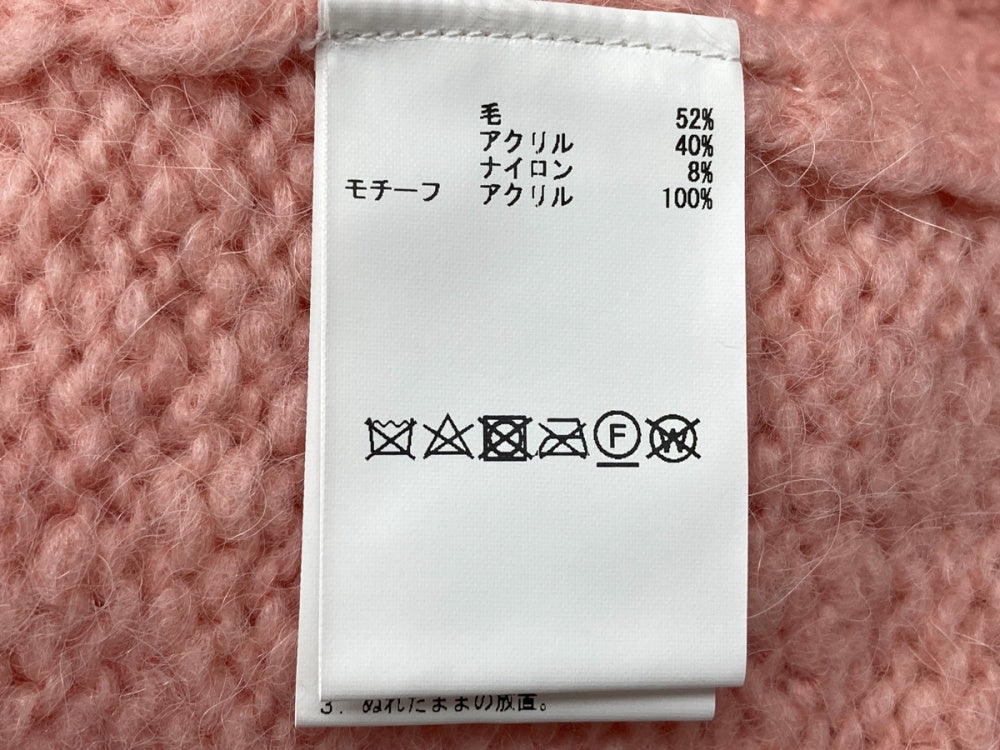 毛 52%
アクリル 40%
ナイロン 8%
モチーフ アクリル 100%
F
W
3. ぬれたままの放置。